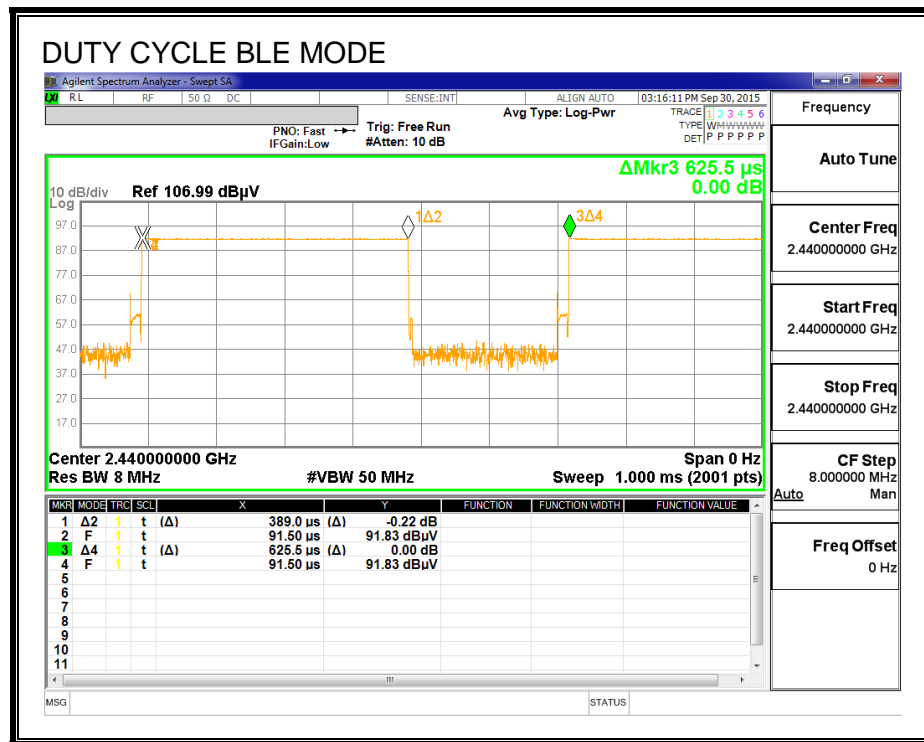 DUTY CYCLE BLE MODE
Agilent Spectrum Analyzer - Swept SA
LXI RL RF 50 Ω DC SENSE:INT ALIGN AUTO 03:16:11 PM Sep 30, 2015
Frequency
PNO: Fast Trig: Free Run Avg Type: Log-Pwr TRACE 1 2 3 4 5 6
IFGain:Low #Atten: 10 dB TYPE WMWWWWW
DET P P P P P P
Auto Tune
ΔMkr3 625.5 µs
0.00 dB
10 dB/div Ref 106.99 dBµV
Log
97.0
87.0
77.0
67.0
57.0
47.0
37.0
27.0
17.0
1Δ2
3Δ4
Center 2.440000000 GHz Span 0 Hz
Res BW 8 MHz #VBW 50 MHz Sweep 1.000 ms (2001 pts)
Center Freq
2.440000000 GHz
Start Freq
2.440000000 GHz
Stop Freq
2.440000000 GHz
CF Step
8.000000 MHz
Auto Man
Freq Offset
0 Hz
MKR MODE TRC SCL X Y FUNCTION FUNCTION WIDTH FUNCTION VALUE
1 Δ2 1 t (Δ) 389.0 µs (Δ) -0.22 dB
2 F 1 t 91.50 µs 91.83 dBµV
3 Δ4 1 t (Δ) 625.5 µs (Δ) 0.00 dB
4 F 1 t 91.50 µs 91.83 dBµV
5
6
7
8
9
10
11
MSG STATUS